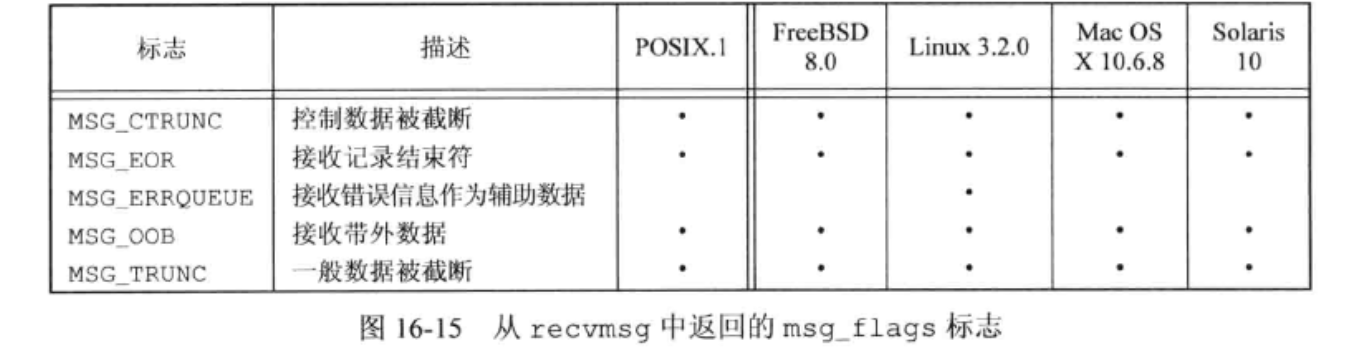 标志 描述 POSIX.1 FreeBSD 8.0 Linux 3.2.0 Mac OS X 10.6.8 Solaris 10
MSG_CTRUNC 控制数据被截断 • • • • •
MSG_EOR 接收记录结束符 • • • • •
MSG_ERRQUEUE 接收错误信息作为辅助数据 •
MSG_OOB 接收带外数据 • • • • •
MSG_TRUNC 一般数据被截断 • • • • •
图 16-15 从 recvmsg 中返回的 msg_flags 标志